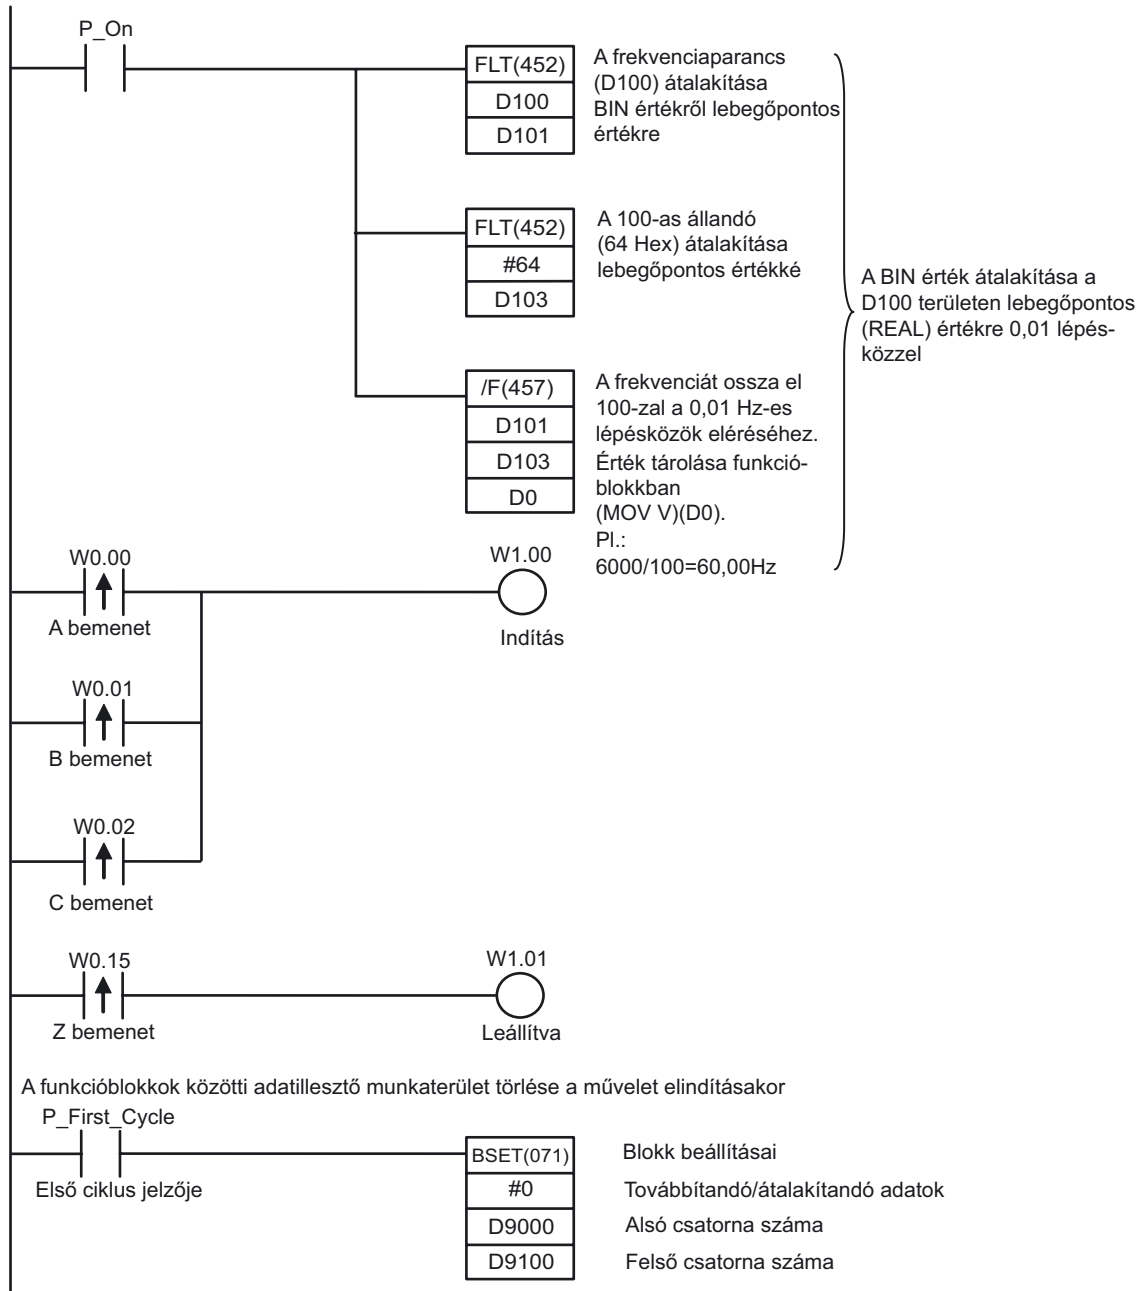 P_On
FLT(452)
D100
D101
A frekvenciaparancs
(D100) átalakítása
BIN értékről lebegőpontos
értékre
FLT(452)
#64
D103
A 100-as állandó
(64 Hex) átalakítása
lebegőpontos értékké
A BIN érték átalakítása a
D100 területen lebegőpontos
(REAL) értékre 0,01 lépés-
közzel
/F(457)
D101
D103
D0
A frekvenciát ossza el
100-zal a 0,01 Hz-es
lépésközök eléréséhez.
Érték tárolása funkció-
blokkban
(MOV V)(D0).
Pl.:
6000/100=60,00Hz
W0.00
A bemenet
W1.00
Indítás
W0.01
B bemenet
W0.02
C bemenet
W0.15
Z bemenet
W1.01
Leállítva
A funkcióblokkok közötti adatillesztő munkaterület törlése a művelet elindításakor
P_First_Cycle
Első ciklus jelzője
BSET(071)
#0
D9000
D9100
Blokk beállításai
Továbbítandó/átalakítandó adatok
Alsó csatorna száma
Felső csatorna száma